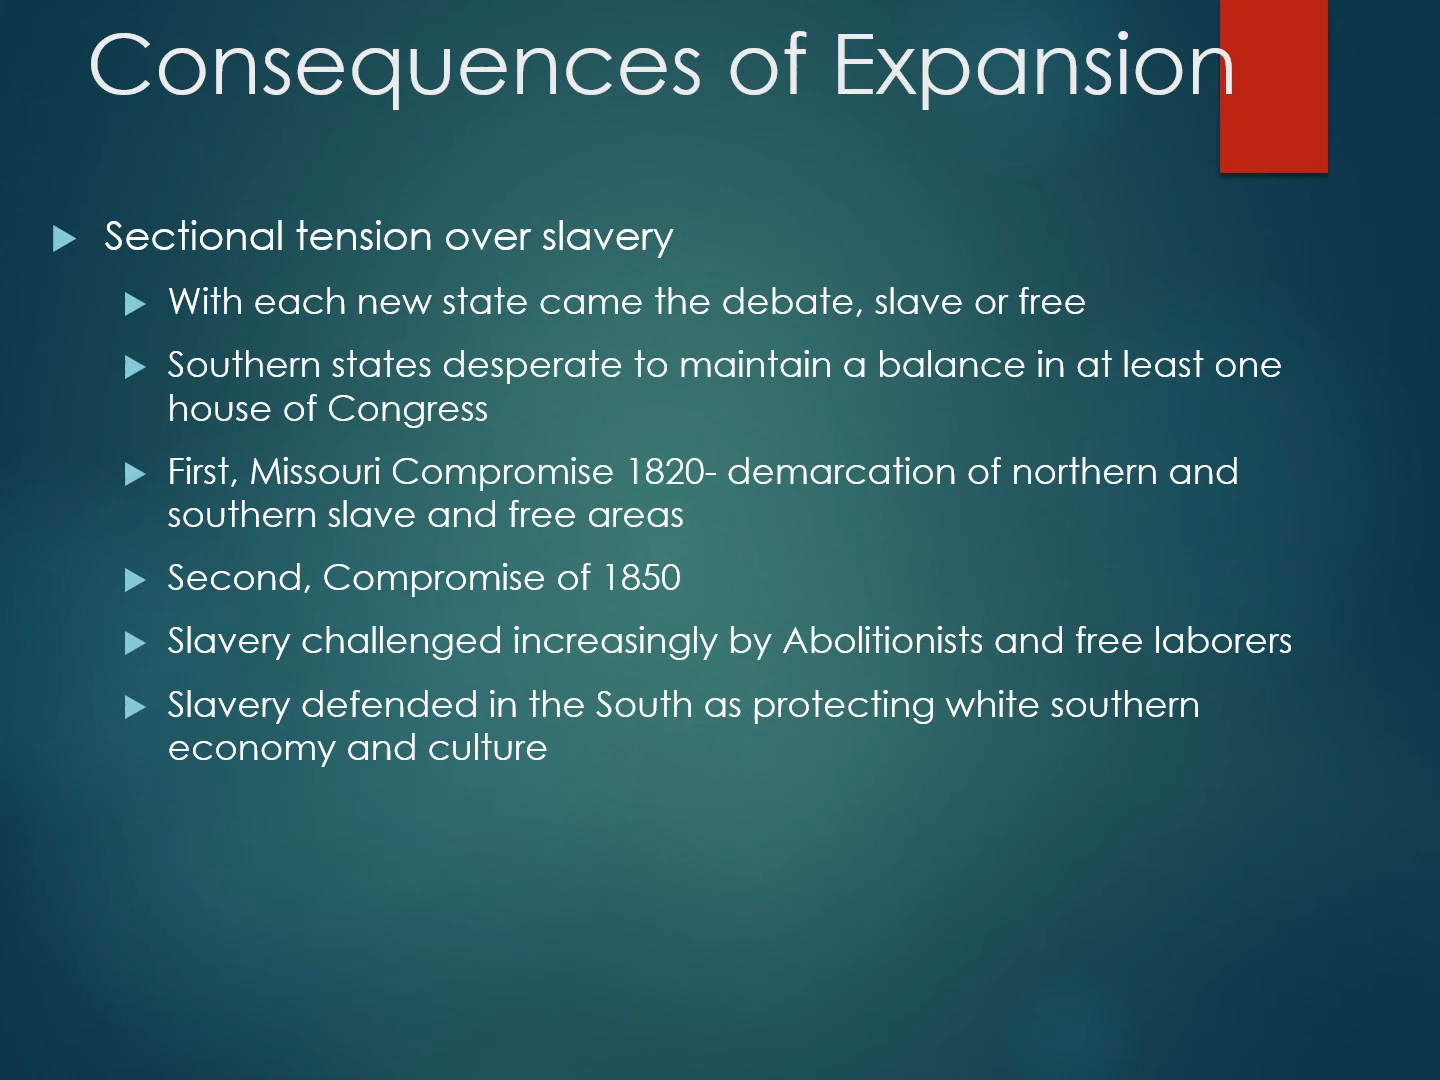 Consequences of Expansion
Sectional tension over slavery
With each new state came the debate, slave or free
Southern states desperate to maintain a balance in at least one
house of Congress
First, Missouri Compromise 1820- demarcation of northern and
southern slave and free areas
Second, Compromise of 1850
Slavery challenged increasingly by Abolitionists and free laborers
Slavery defended in the South as protecting white southern
economy and culture